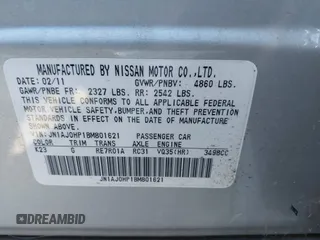 MANUFACTURED BY NISSAN MOTOR CO.,LTD.
DATE: 02/11 GVWR/PNBV: 4860 LBS.
GAWR/PNBE FR: 2327 LBS. RR: 2542 LBS.
THIS VEHICLE CONFORMS TO ALL APPLICABLE FEDERAL
MOTOR VEHICLE SAFETY, BUMPER, AND THEFT PREVENTION
STANDARDS IN EFFECT ON THE DATE OF MANUFACTURE
SHOWN ABOVE.
VIN: JN1AJ0HP1BM801621 PASSENGER CAR
COLOR TRIM TRANS AXLE ENGINE
K23 G RE7R01A RC31 VQ35(HR) 3498CC
JN1AJ0HP1BM801621
DREAMBID